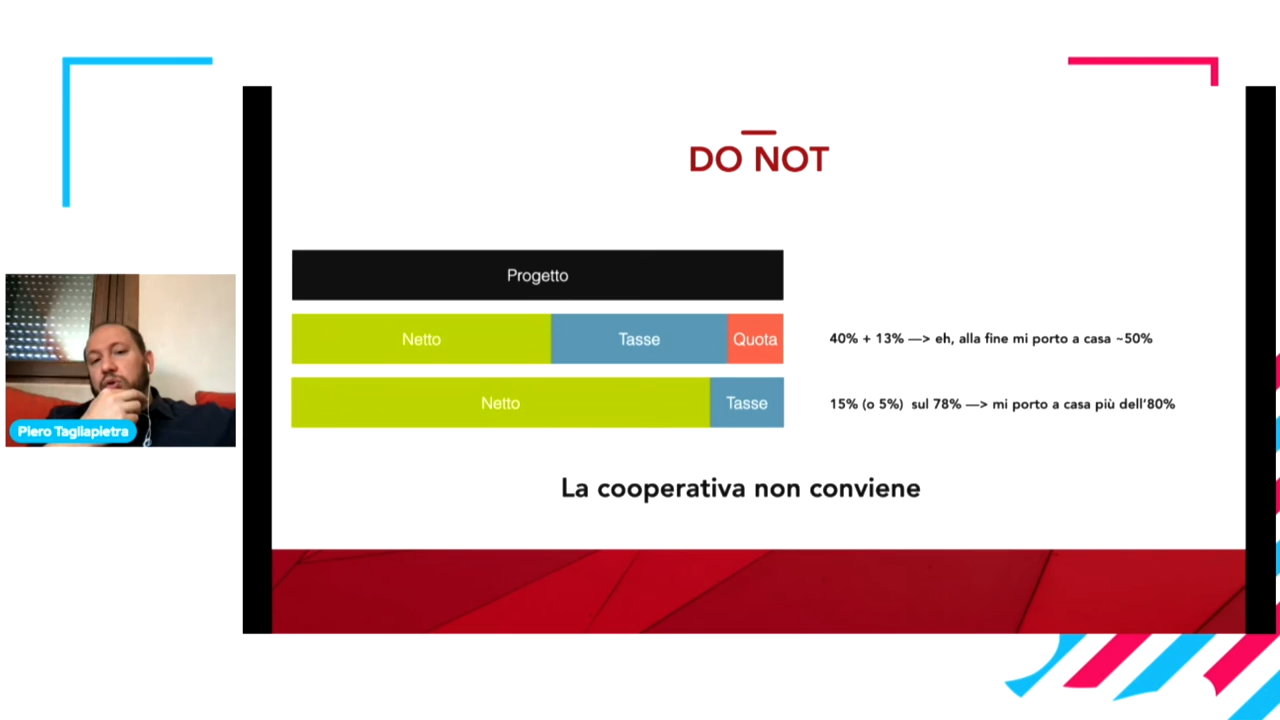 DO NOT
Progetto
Netto Tasse Quota 40% + 13% —> eh, alla fine mi porto a casa ~50%
Netto Tasse 15% (o 5%) sul 78% —> mi porto a casa più dell'80%
La cooperativa non conviene
Piero Tagliapietra